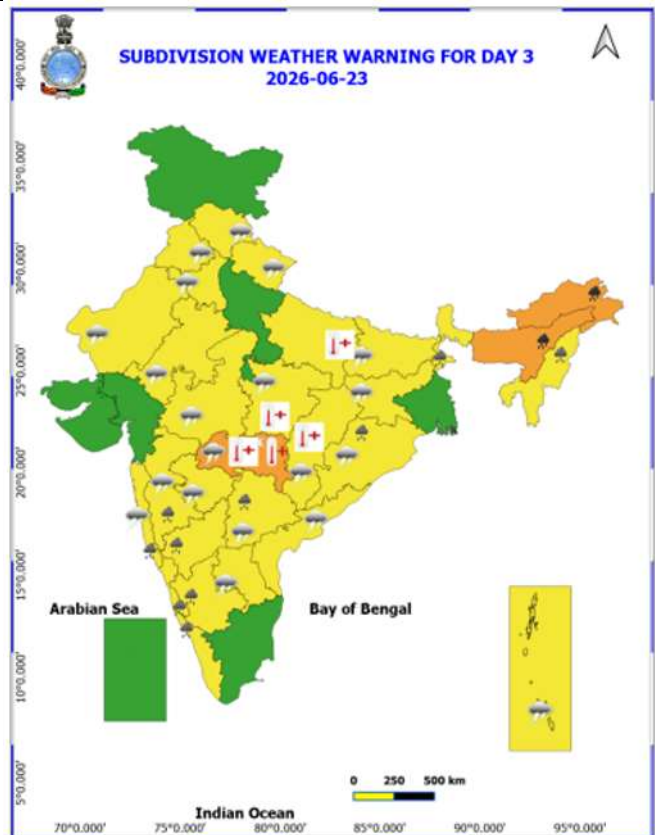 SUBDIVISION WEATHER WARNING FOR DAY 3
2026-06-23
40°0.000'
35°0.000'
30°0.000'
25°0.000'
20°0.000'
15°0.000'
10°0.000'
5°0.000'
Arabian Sea
Bay of Bengal
0 250 500 km
Indian Ocean
70°0.000' 75°0.000' 80°0.000' 85°0.000' 90°0.000' 95°0.000'